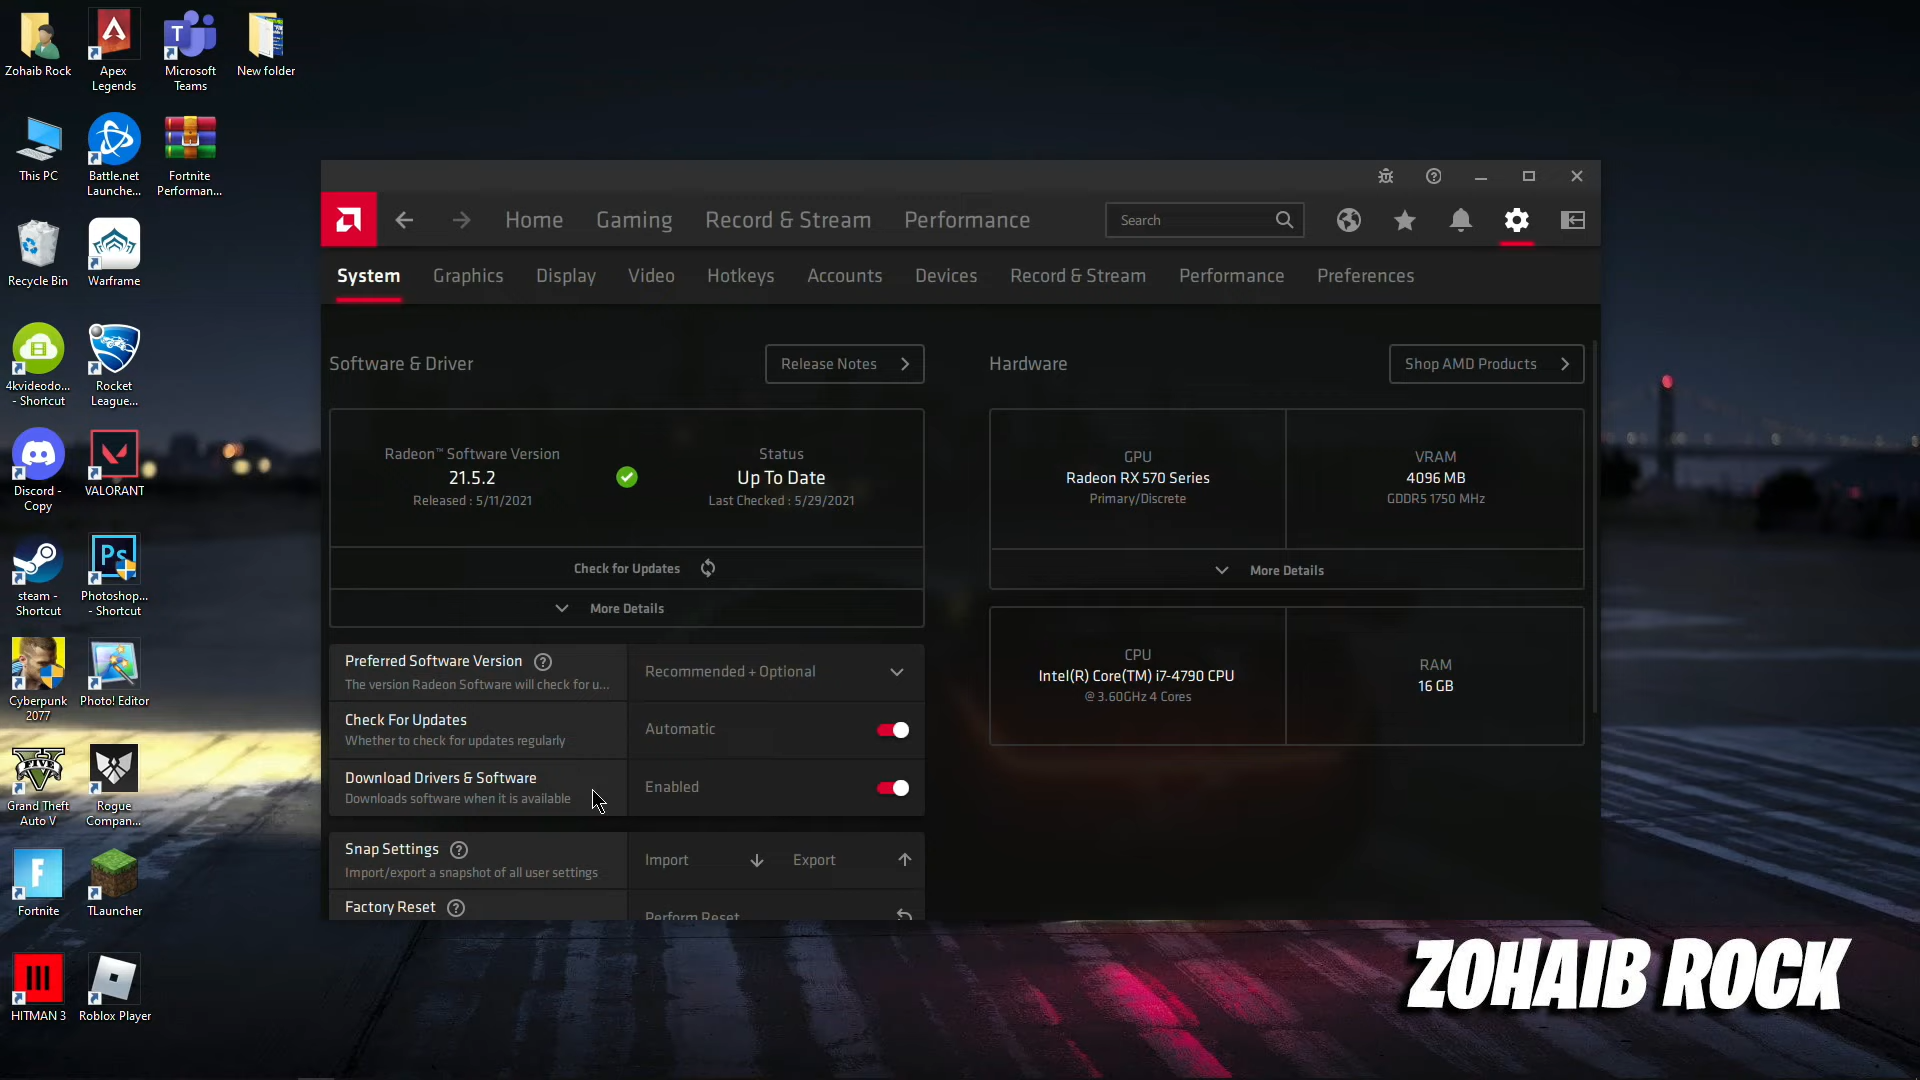 Zohaib Rock
Apex
Legends
Microsoft
Teams
New folder
This PC
Battle.net
Launche...
Fortnite
Performan...
Recycle Bin
Warframe
4kvideodo...
- Shortcut
Rocket
League...
Discord -
Copy
VALORANT
steam -
Shortcut
Ps
Photoshop...
- Shortcut
Cyberpunk
2077
Photo! Editor
FIVE
Grand Theft
Auto V
Rogue
Compan...
Fortnite
TLauncher
HITMAN 3
Roblox Player
Home
Gaming
Record & Stream
Performance
Search
System
Graphics
Display
Video
Hotkeys
Accounts
Devices
Record & Stream
Performance
Preferences
Software & Driver
Release Notes
Radeon™ Software Version
21.5.2
Released : 5/11/2021
Status
Up To Date
Last Checked : 5/29/2021
Check for Updates
More Details
Preferred Software Version
The version Radeon Software will check for u...
Recommended + Optional
Check For Updates
Whether to check for updates regularly
Automatic
Download Drivers & Software
Downloads software when it is available
Enabled
Snap Settings
Import/export a snapshot of all user settings
Import
Export
Factory Reset
Perform Reset
Hardware
Shop AMD Products
GPU
Radeon RX 570 Series
Primary/Discrete
VRAM
4096 MB
GDDR5 1750 MHz
More Details
CPU
Intel(R) Core(TM) i7-4790 CPU
@ 3.60GHz 4 Cores
RAM
16 GB
ZOHAIB ROCK